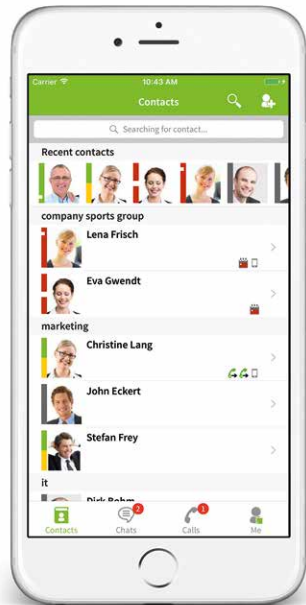 Carrier 10:43 AM
Contacts
Searching for contact...
Recent contacts
company sports group
Lena Frisch
Eva Gwendt
marketing
Christine Lang
John Eckert
Stefan Frey
it
Dirk Bohm
2 1
Contacts Chats Calls Me